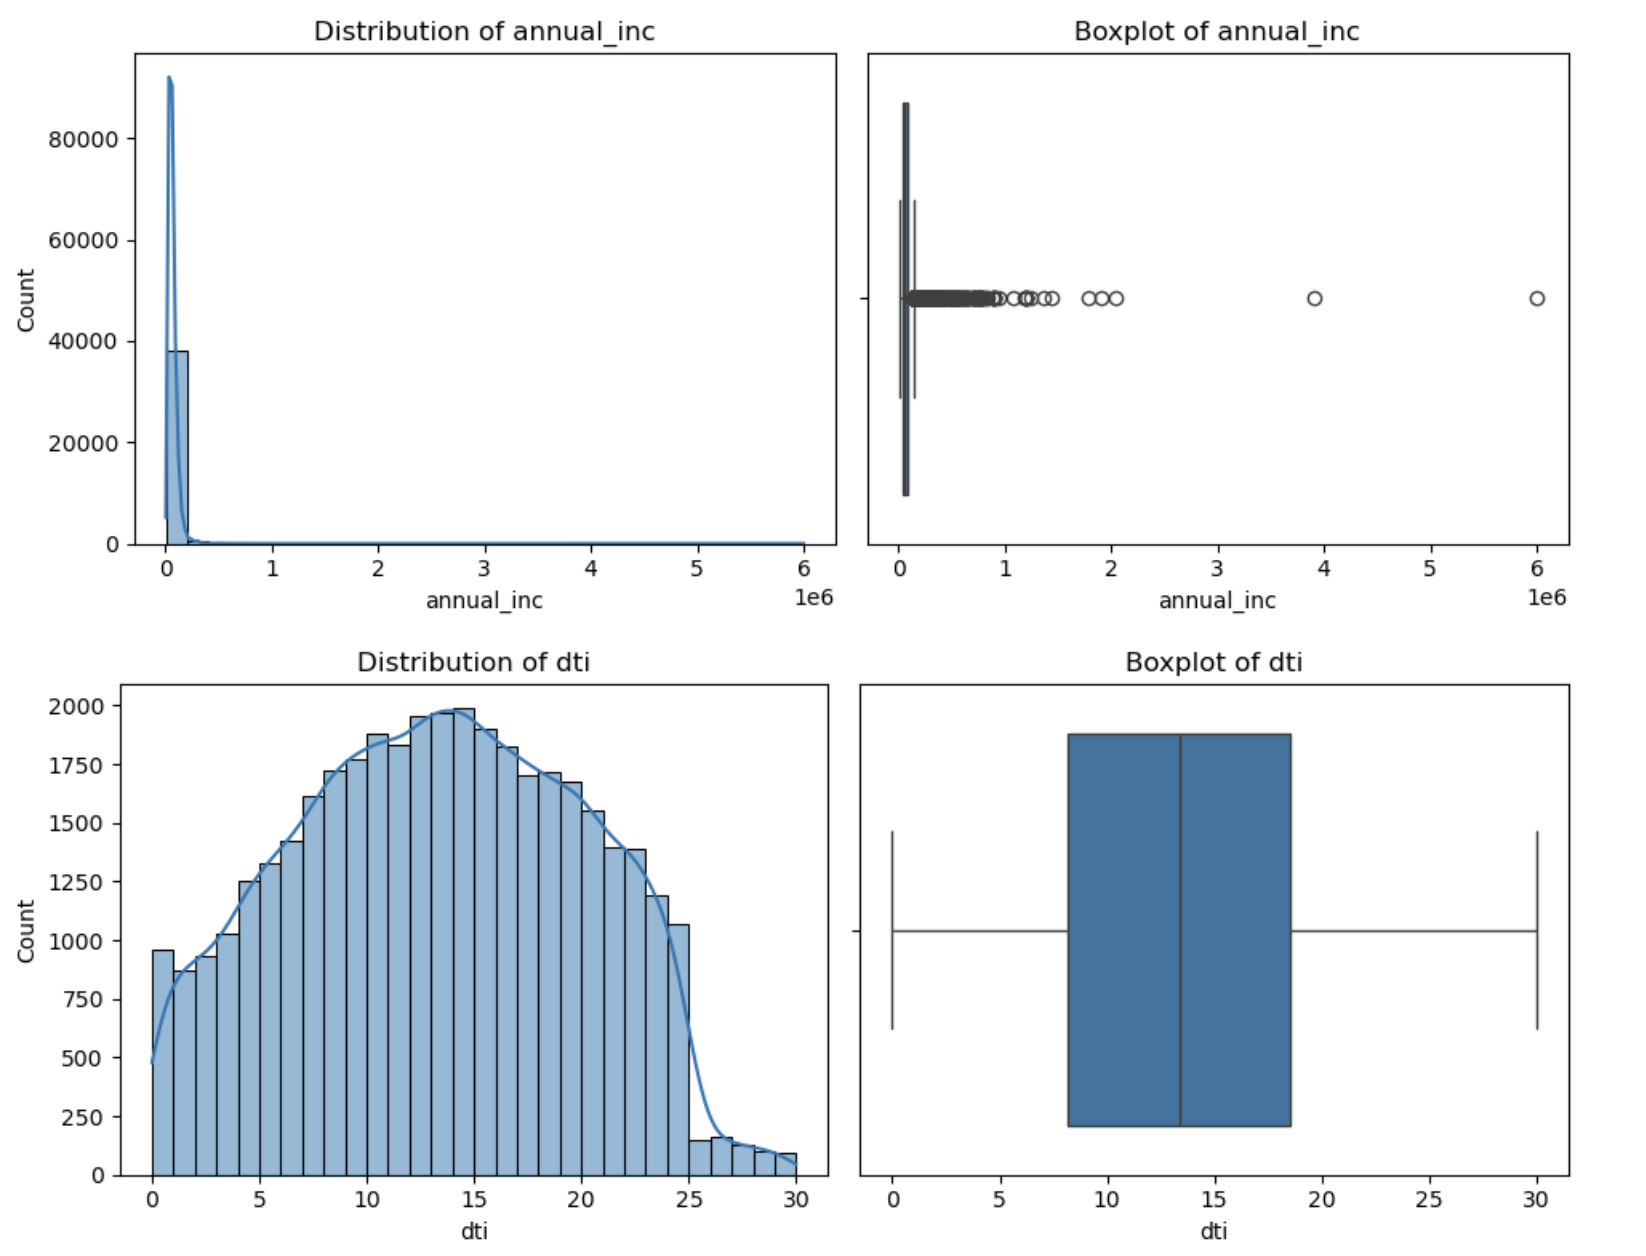 Distribution of annual_inc
Count
80000
60000
40000
20000
0
0 1 2 3 4 5 6
1e6
annual_inc
Boxplot of annual_inc
0 1 2 3 4 5 6
1e6
annual_inc
Distribution of dti
Count
2000
1750
1500
1250
1000
750
500
250
0
0 5 10 15 20 25 30
dti
Boxplot of dti
0 5 10 15 20 25 30
dti